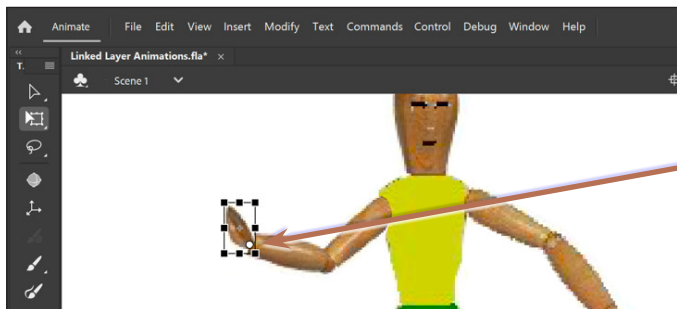 Animate File Edit View Insert Modify Text Commands Control Debug Window Help
Linked Layer Animations.fla* ×
T.
Scene 1